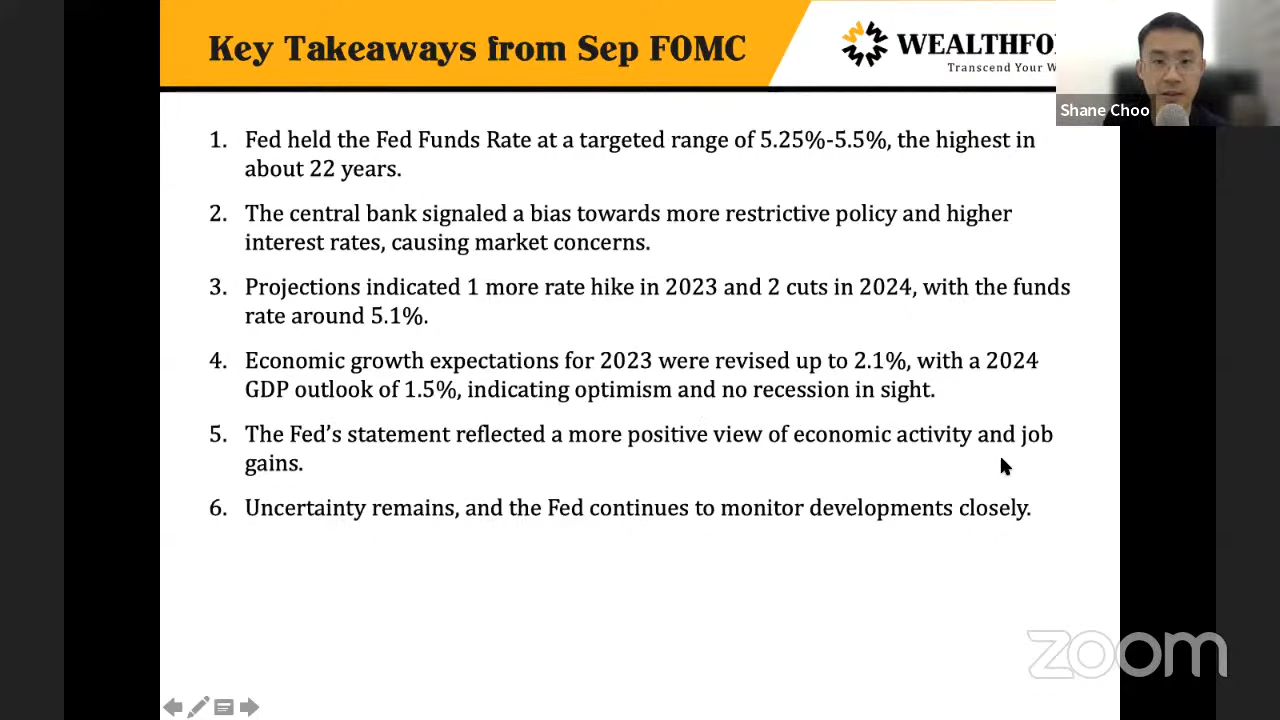 Key Takeaways from Sep FOMC
WEALTHFO
Transcend Your W
Shane Choo
1. Fed held the Fed Funds Rate at a targeted range of 5.25%-5.5%, the highest in
about 22 years.
2. The central bank signaled a bias towards more restrictive policy and higher
interest rates, causing market concerns.
3. Projections indicated 1 more rate hike in 2023 and 2 cuts in 2024, with the funds
rate around 5.1%.
4. Economic growth expectations for 2023 were revised up to 2.1%, with a 2024
GDP outlook of 1.5%, indicating optimism and no recession in sight.
5. The Fed’s statement reflected a more positive view of economic activity and job
gains.
6. Uncertainty remains, and the Fed continues to monitor developments closely.
zoom